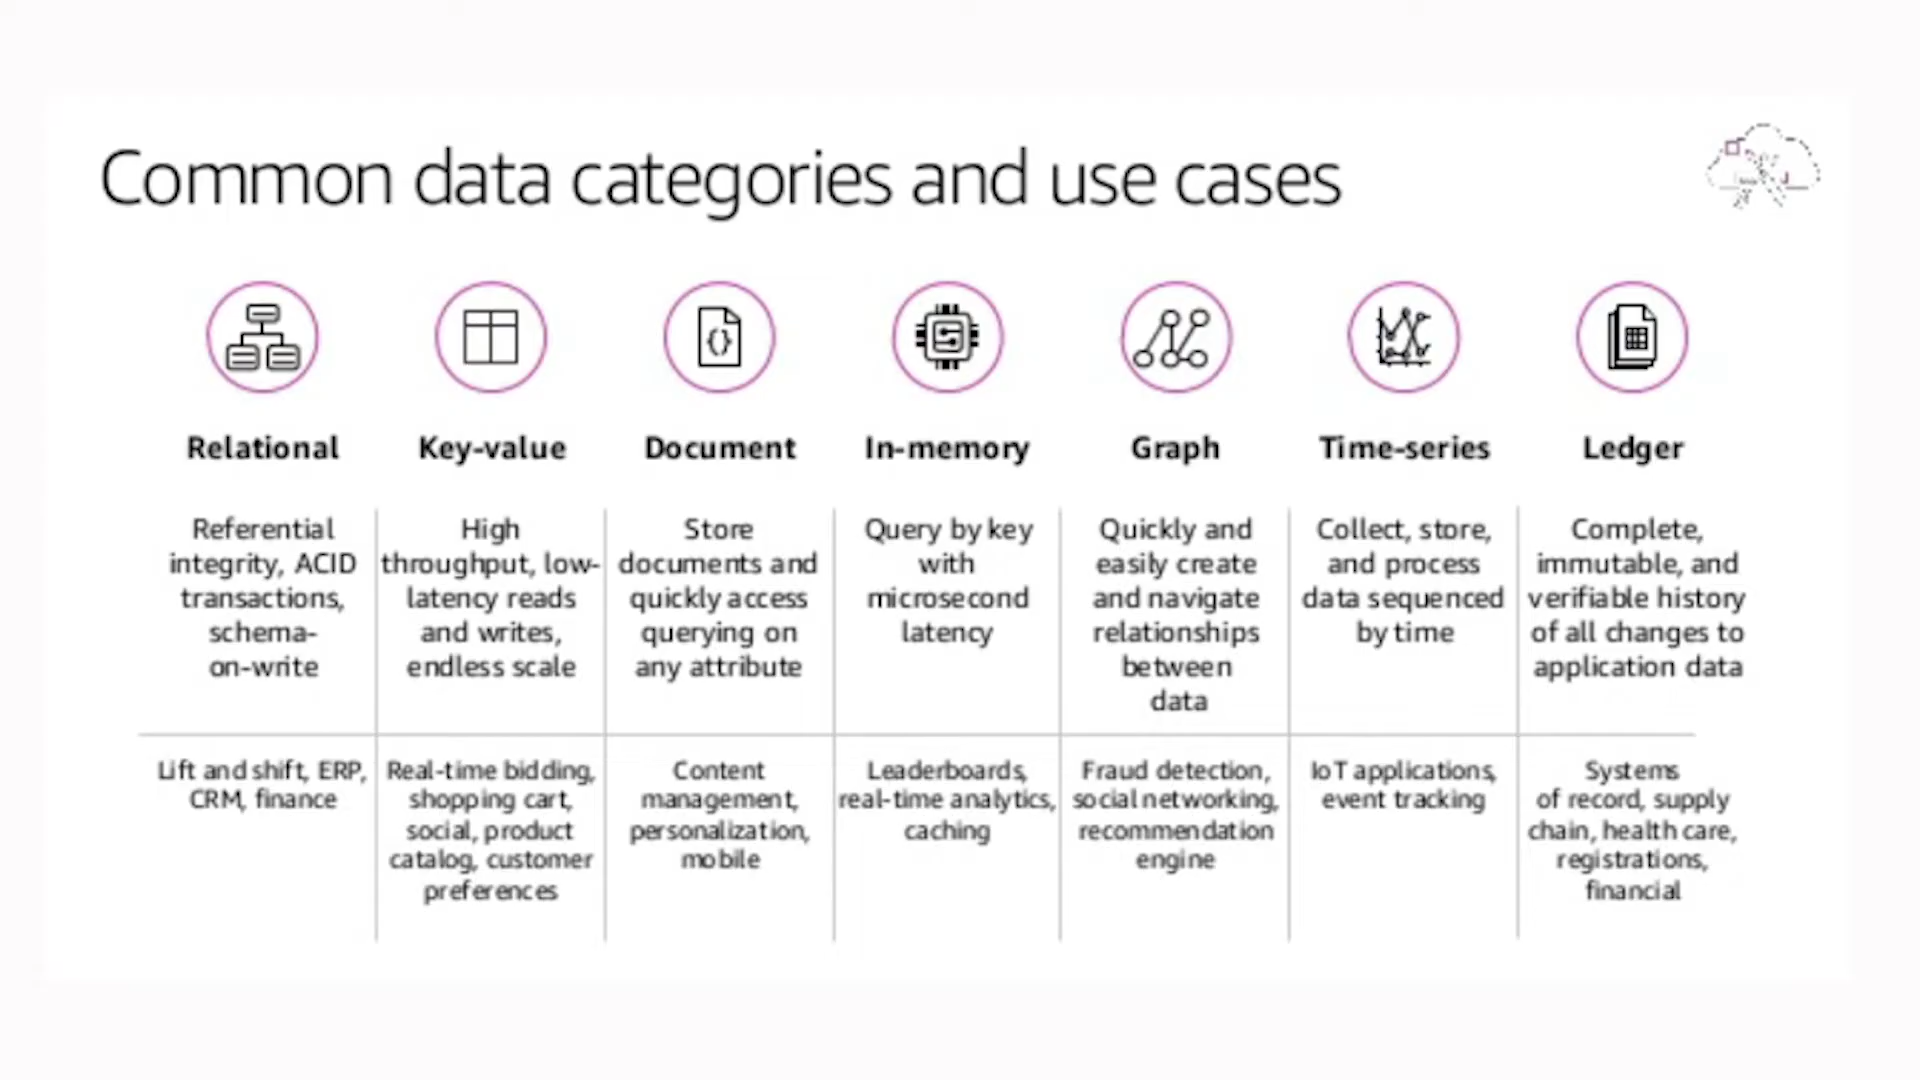 Common data categories and use cases
Relational
Key-value
Document
In-memory
Graph
Time-series
Ledger
Referential
integrity, ACID
transactions,
schema-
on-write
High
throughput, low-
latency reads
and writes,
endless scale
Store
documents and
quickly access
querying on
any attribute
Query by key
with
microsecond
latency
Quickly and
easily create
and navigate
relationships
between
data
Collect, store,
and process
data sequenced
by time
Complete,
immutable, and
verifiable history
of all changes to
application data
Lift and shift, ERP,
CRM, finance
Real-time bidding,
shopping cart,
social, product
catalog, customer
preferences
Content
management,
personalization,
mobile
Leaderboards,
real-time analytics,
caching
Fraud detection,
social networking,
recommendation
engine
IoT applications,
event tracking
Systems
of record, supply
chain, health care,
registrations,
financial